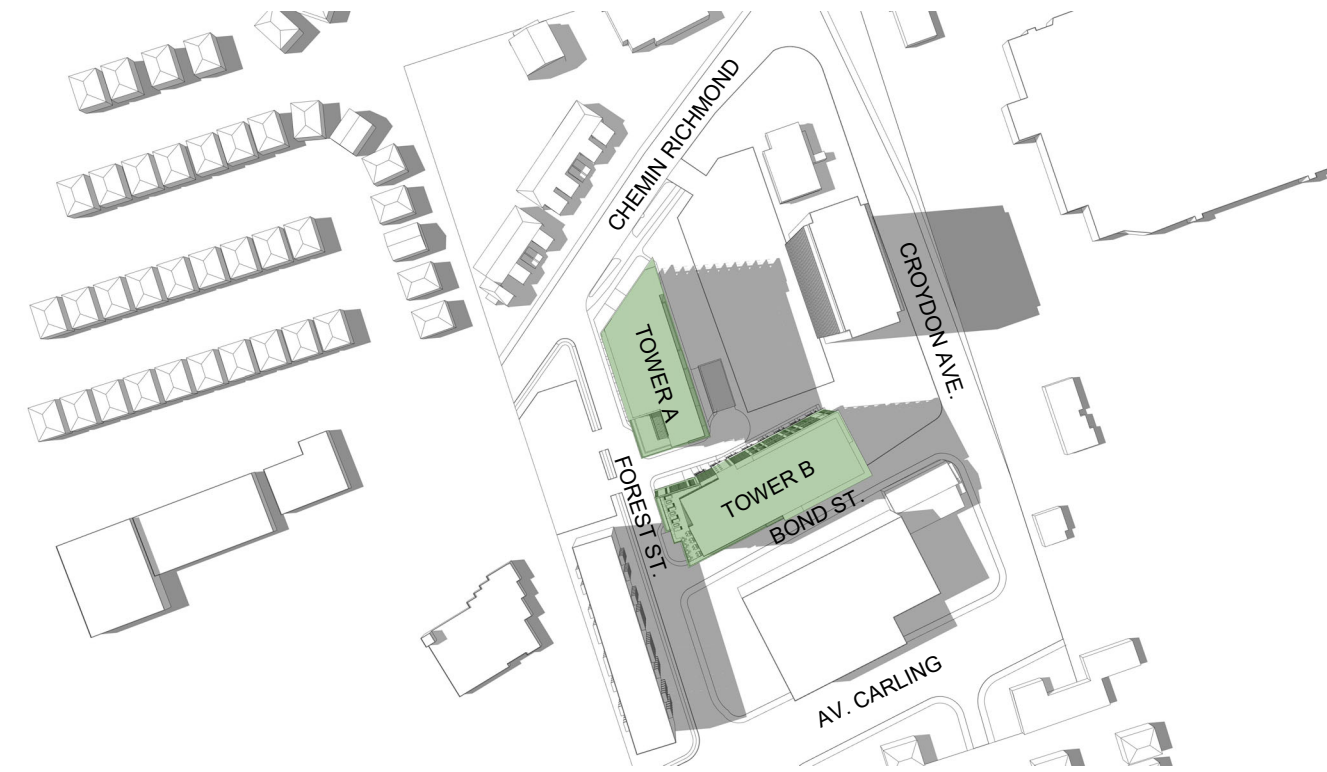 CHEMIN RICHMOND
CROYDON AVE.
TOWER A
TOWER B
FOREST ST.
BOND ST.
AV. CARLING